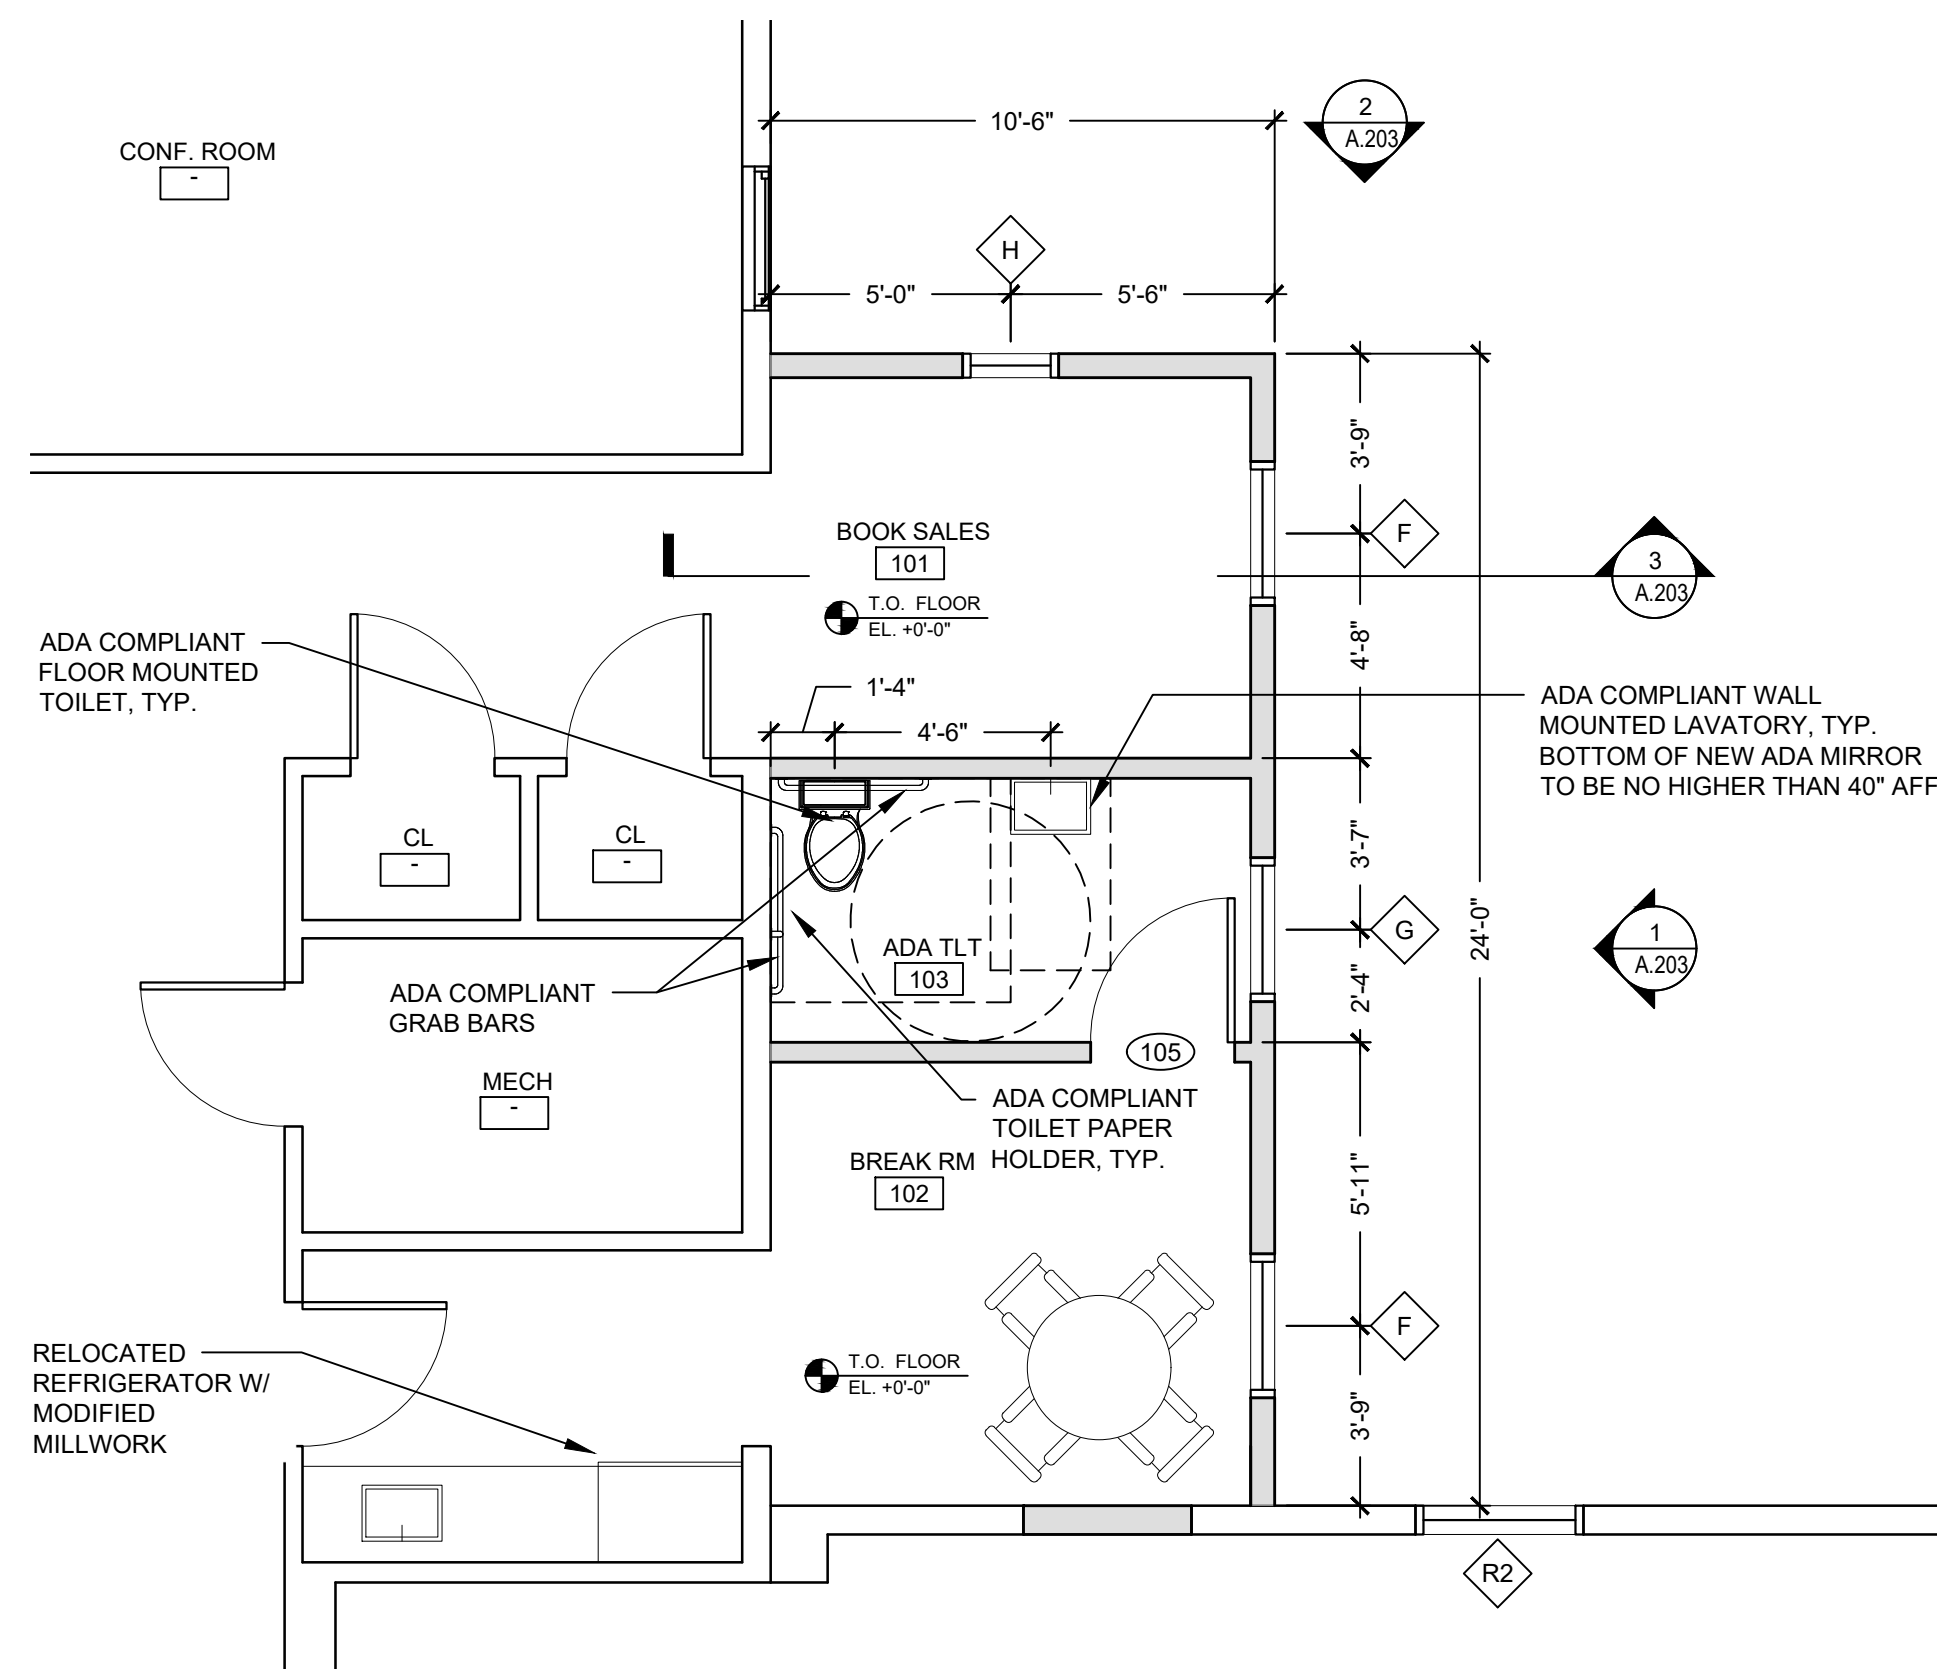 10'-6"
2
A.203
CONF. ROOM
-
H
5'-0"
5'-6"
3'-9"
F
BOOK SALES
101
T.O. FLOOR
EL. +0'-0"
3
A.203
4'-8"
ADA COMPLIANT
FLOOR MOUNTED
TOILET, TYP.
1'-4"
4'-6"
ADA COMPLIANT WALL
MOUNTED LAVATORY, TYP.
BOTTOM OF NEW ADA MIRROR
TO BE NO HIGHER THAN 40" AFF
CL
-
CL
-
3'-7"
24'-0"
G
1
A.203
ADA TLT
103
2'-4"
ADA COMPLIANT
GRAB BARS
105
MECH
-
ADA COMPLIANT
TOILET PAPER
HOLDER, TYP.
BREAK RM
102
5'-11"
F
RELOCATED
REFRIGERATOR W/
MODIFIED
MILLWORK
T.O. FLOOR
EL. +0'-0"
3'-9"
R2